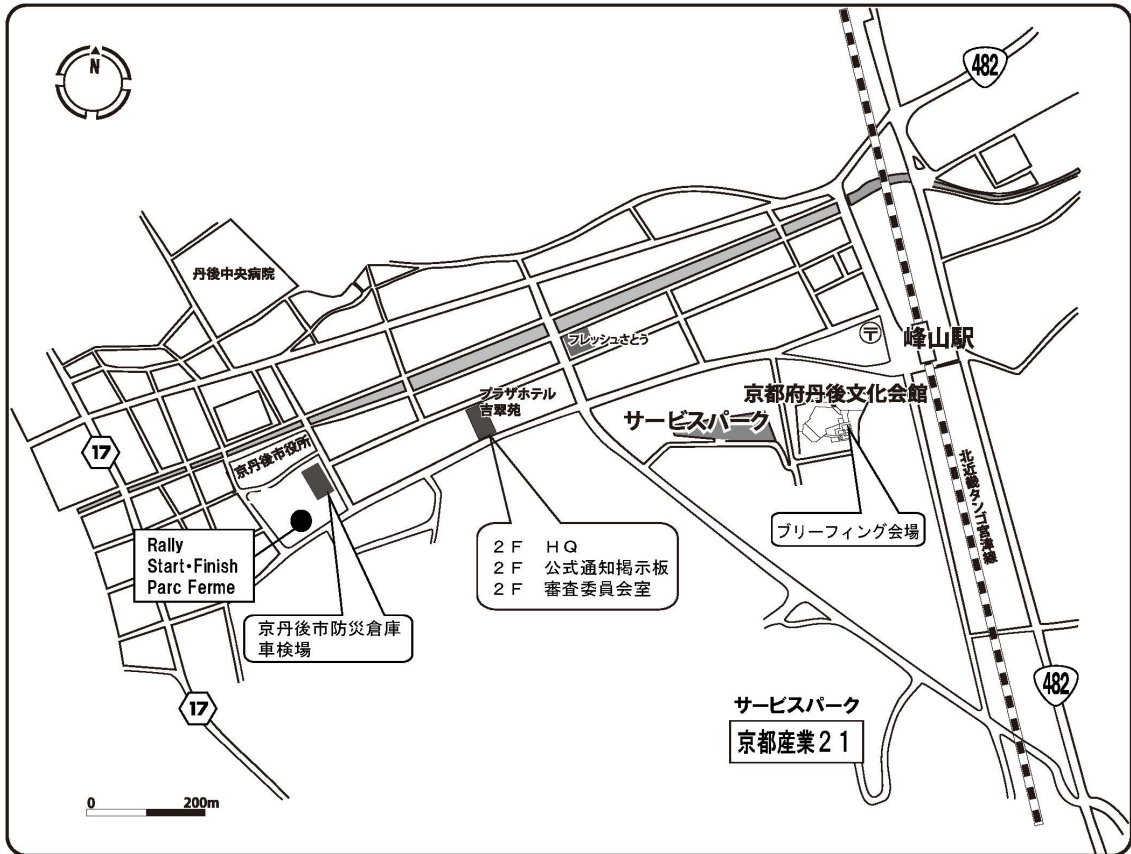 N
482
丹後中央病院
フレッシュさとう
〒
峰山駅
プラザホテル
吉翠苑
京都府丹後文化会館
サービスパーク
17
京丹後市役所
北近畿タンゴ宮津線
ブリーフィング会場
Rally
Start・Finish
Parc Ferme
2F HQ
2F 公式通知掲示板
2F 審査委員会室
京丹後市防災倉庫
車検場
17
482
サービスパーク
京都産業21
0 200m